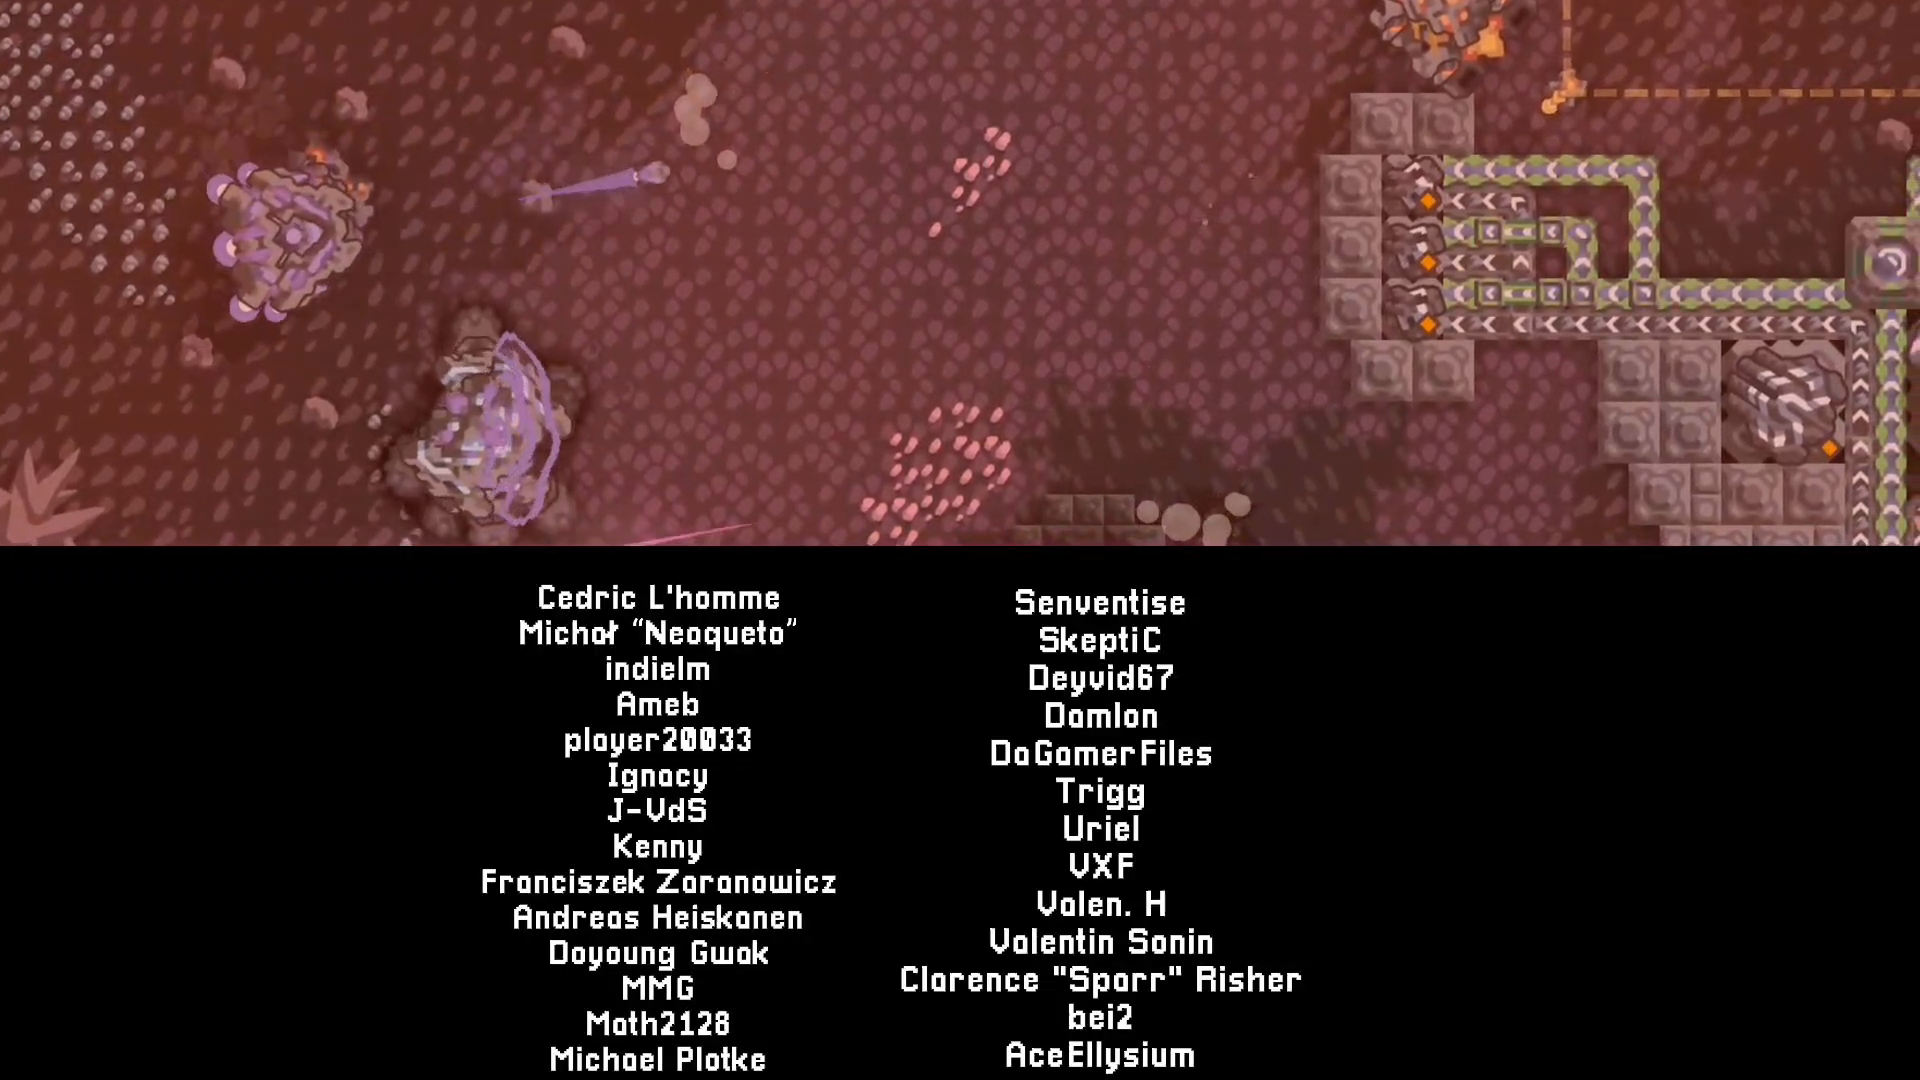 Cedric L'homme
Michał “Neoqueto”
indielm
Ameb
player20033
Ignacy
J-VdS
Kenny
Franciszek Zaranowicz
Andreas Heiskanen
Doyoung Gwak
MMG
Math2128
Michael Plotke
Senventise
SkeptiC
Deyvid67
Damlon
DaGamerFiles
Trigg
Uriel
VXF
Valen. H
Valentin Sonin
Clarence "Sparr" Risher
bei2
AceEllysium